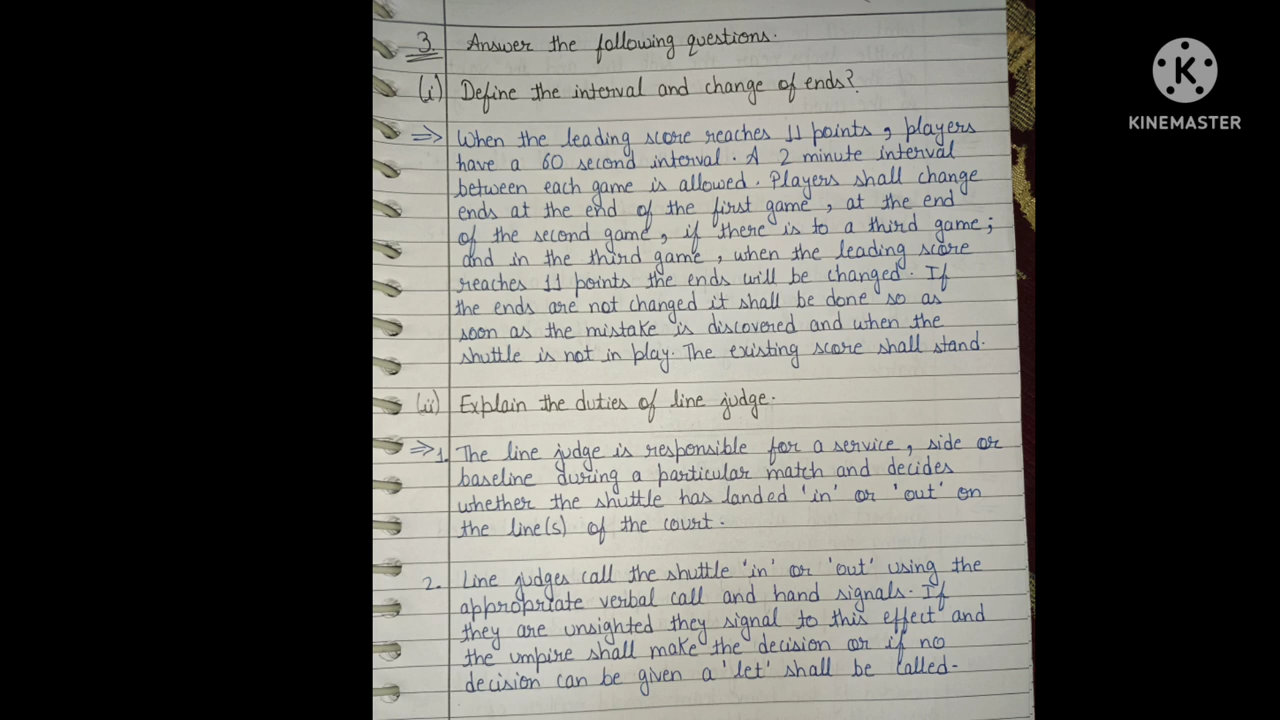 3. Answer the following questions.
(i) Define the interval and change of ends?
⇒ When the leading score reaches 11 points, players
have a 60 second interval. A 2 minute interval
between each game is allowed. Players shall change
ends at the end of the first game, at the end
of the second game, if there is to a third game;
and in the third game, when the leading score
reaches 11 points the ends will be changed. If
the ends are not changed it shall be done so as
soon as the mistake is discovered and when the
shuttle is not in play. The existing score shall stand.
(ii) Explain the duties of line judge.
⇒ 1. The line judge is responsible for a service, side or
baseline during a particular match and decides
whether the shuttle has landed 'in' or 'out' on
the line(s) of the court.
2. Line judges call the shuttle 'in' or 'out' using the
appropriate verbal call and hand signals. If
they are unsighted they signal to this effect and
the umpire shall make the decision or if no
decision can be given a 'let' shall be called.
K
KINEMASTER